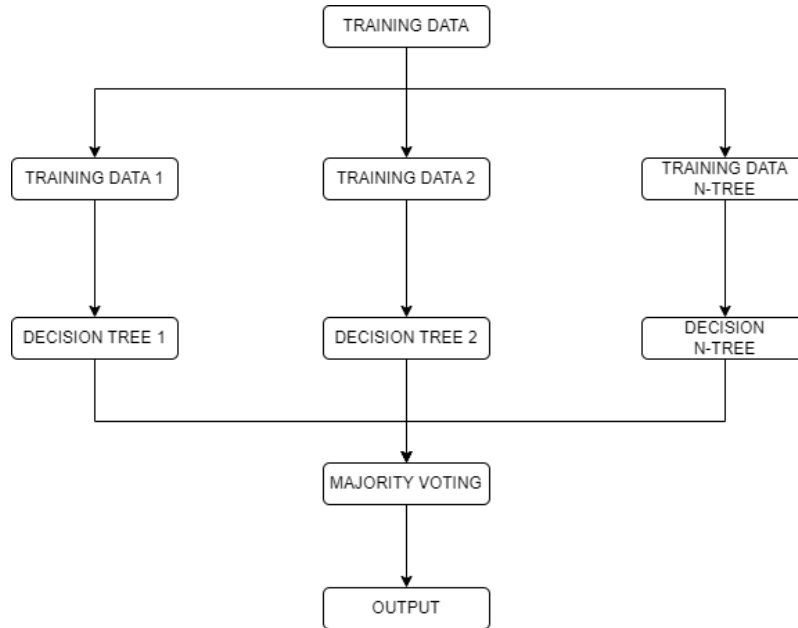 TRAINING DATA
TRAINING DATA 1
TRAINING DATA 2
TRAINING DATA
N-TREE
DECISION TREE 1
DECISION TREE 2
DECISION
N-TREE
MAJORITY VOTING
OUTPUT